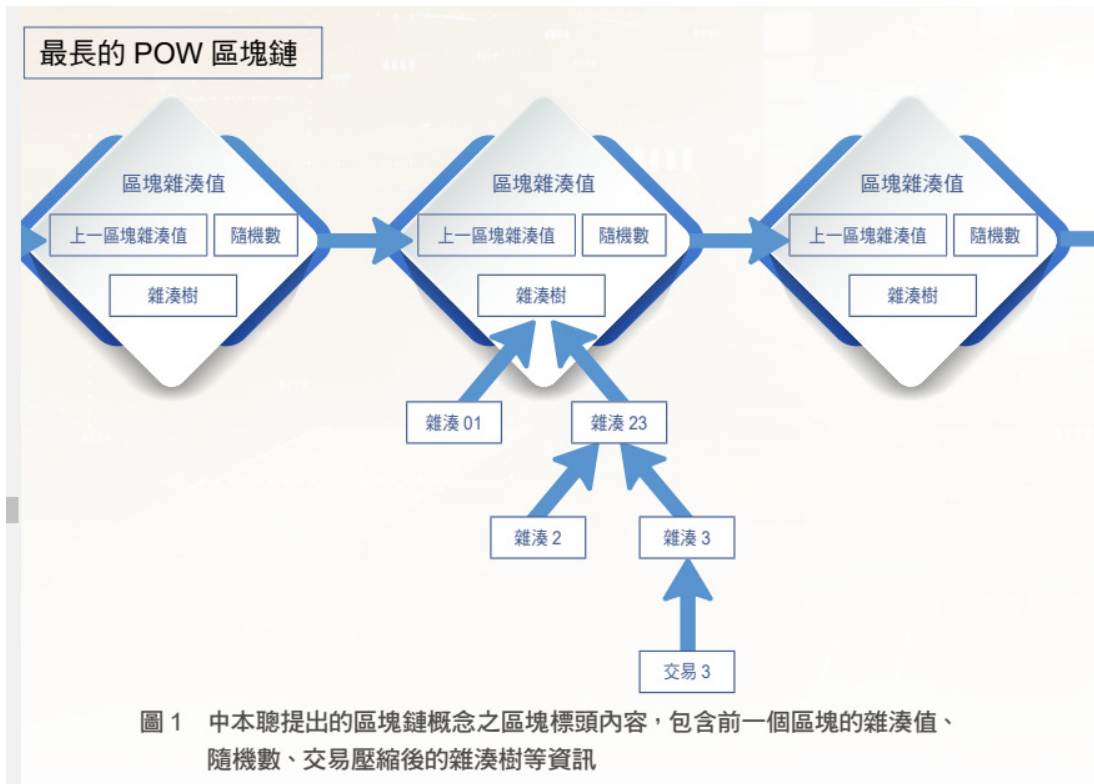 最長的 POW 區塊鏈
區塊雜湊值
上一區塊雜湊值 隨機數
雜湊樹
區塊雜湊值
上一區塊雜湊值 隨機數
雜湊樹
區塊雜湊值
上一區塊雜湊值 隨機數
雜湊樹
雜湊 01 雜湊 23
雜湊 2 雜湊 3
交易 3
圖 1 中本聰提出的區塊鏈概念之區塊標頭內容，包含前一個區塊的雜湊值、
隨機數、交易壓縮後的雜湊樹等資訊